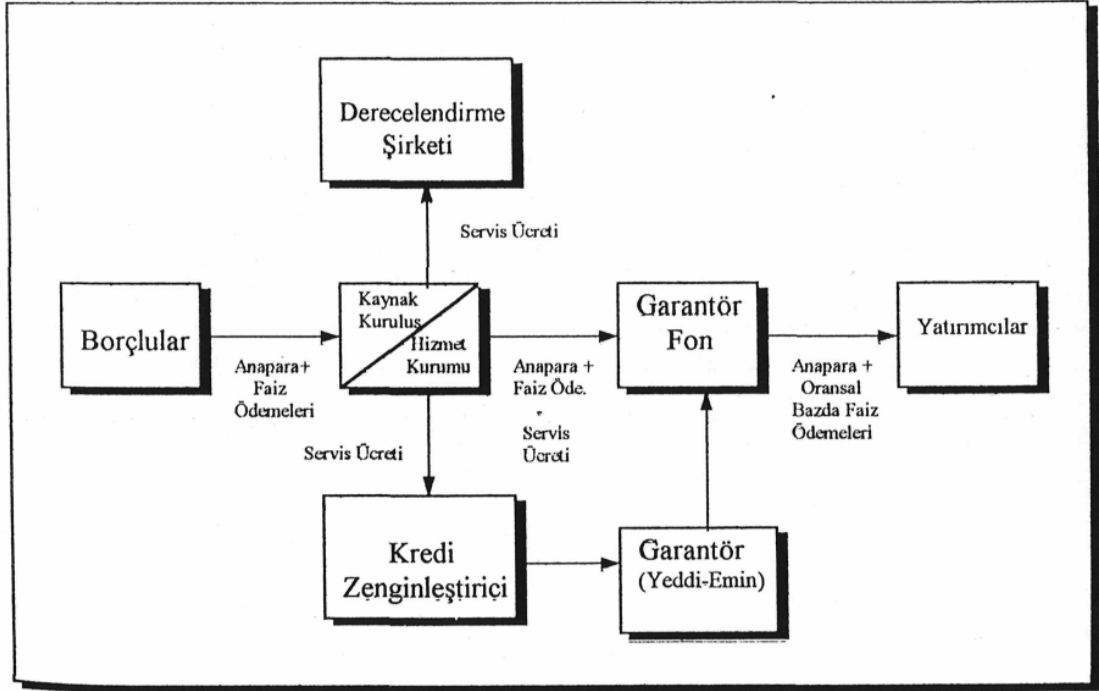 Derecelendirme
Şirketi
Servis Ücreti
Borçlular
Kaynak
Kuruluş
Hizmet
Kurumu
Garantör
Fon
Yatırımcılar
Anapara+
Faiz
Ödemeleri
Anapara +
Faiz Öde.
-
Servis
Ücreti
Anapara +
Oransal
Bazda Faiz
Ödemeleri
Servis Ücreti
Kredi
Zenginleştirici
Garantör
(Yeddi-Emin)